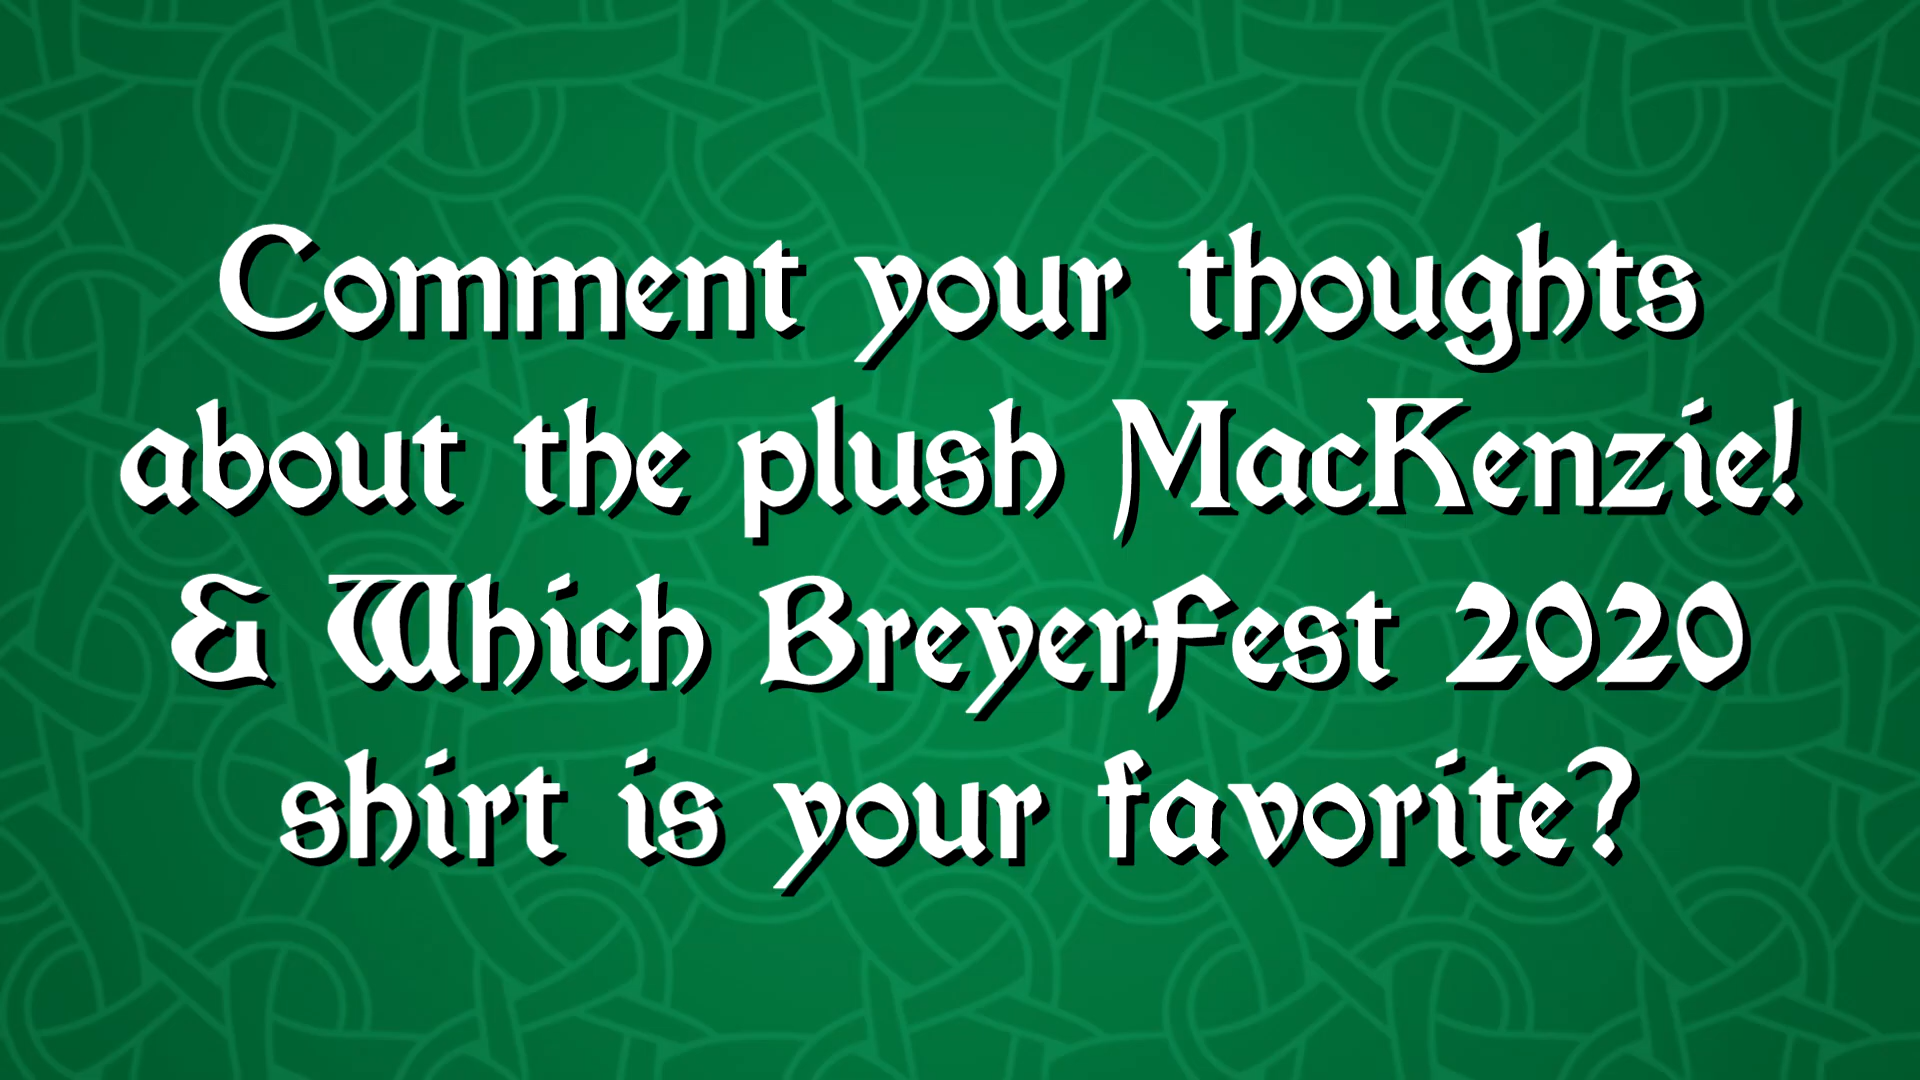 Comment your thoughts
about the plush MacKenzie!
& Which Breyerfest 2020
shirt is your favorite?